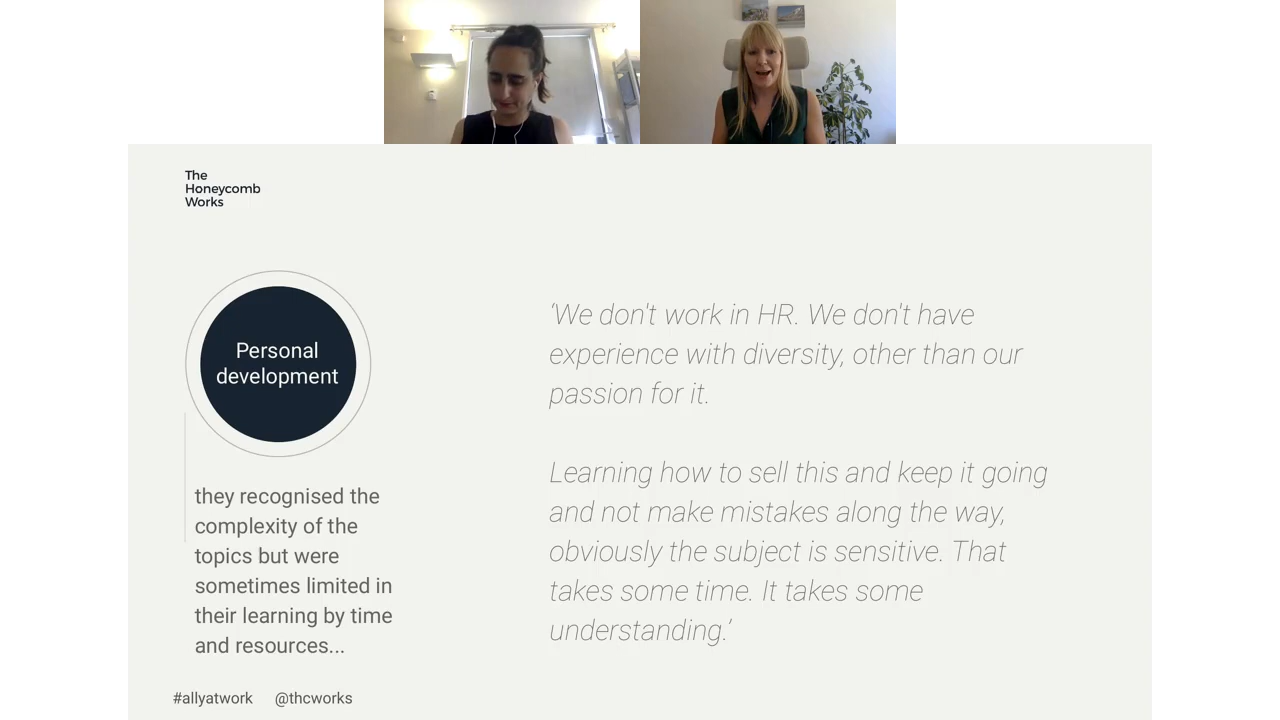 The
Honeycomb
Works
Personal
development
they recognised the
complexity of the
topics but were
sometimes limited in
their learning by time
and resources...
‘We don't work in HR. We don't have
experience with diversity, other than our
passion for it.
Learning how to sell this and keep it going
and not make mistakes along the way,
obviously the subject is sensitive. That
takes some time. It takes some
understanding.’
#allyatwork @thcworks